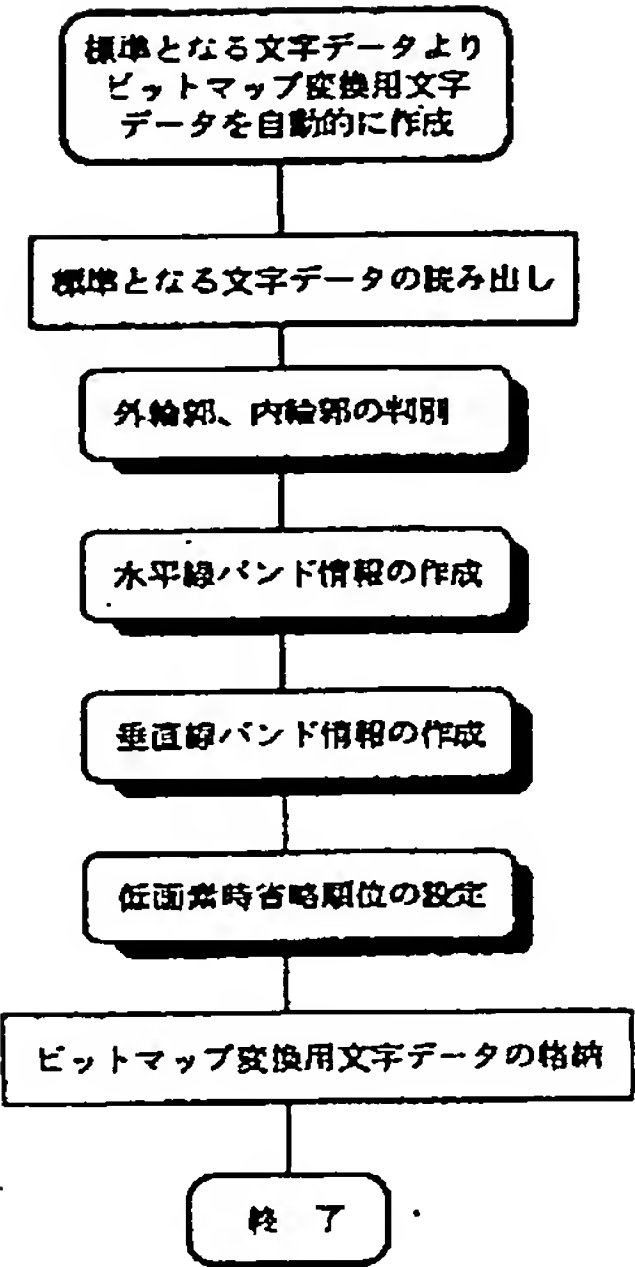 標準となる文字データより
ビットマップ変換用文字
データを自動的に作成
標準となる文字データの読み出し
外輪郭、内輪郭の判別
水平線バンド情報の作成
垂直線バンド情報の作成
低画素時省略順位の設定
ビットマップ変換用文字データの格納
終 了